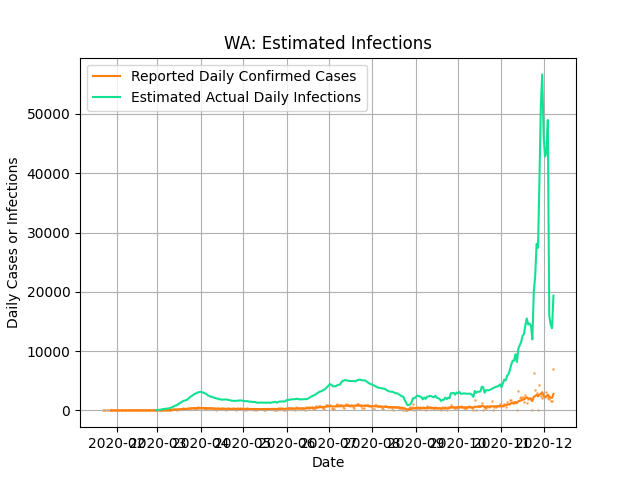 WA: Estimated Infections
Reported Daily Confirmed Cases
Estimated Actual Daily Infections
Daily Cases or Infections
50000
40000
30000
20000
10000
0
2020-02 2020-03 2020-04 2020-05 2020-06 2020-07 2020-08 2020-09 2020-10 2020-11 2020-12
Date